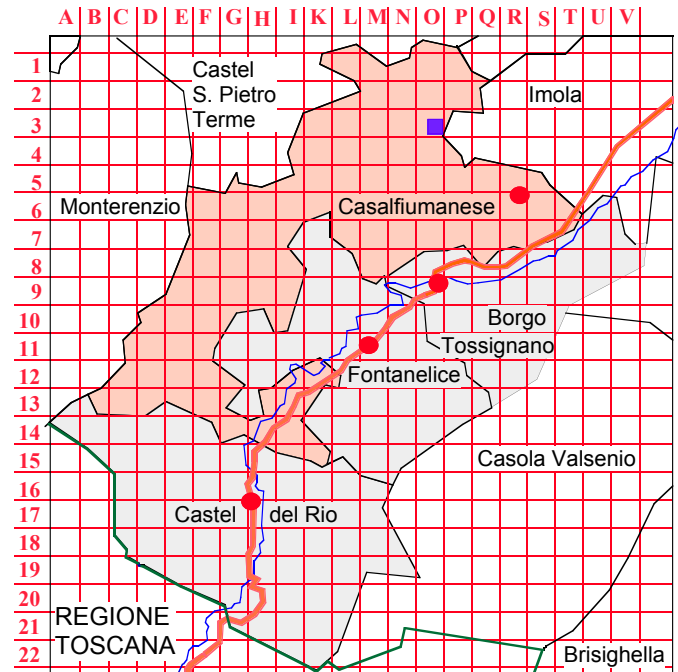 A B C D E F G H I K L M N O P Q R S T U V
1
Castel
2
S. Pietro
Imola
Terme
3
4
5
Monterenzio
Casalfiumanese
6
7
8
9
10
Borgo
11
Tossignano
12
Fontanelice
13
14
15
Casola Valsenio
16
17
Castel del Rio
18
19
20
REGIONE
21
TOSCANA
22
Brisighella